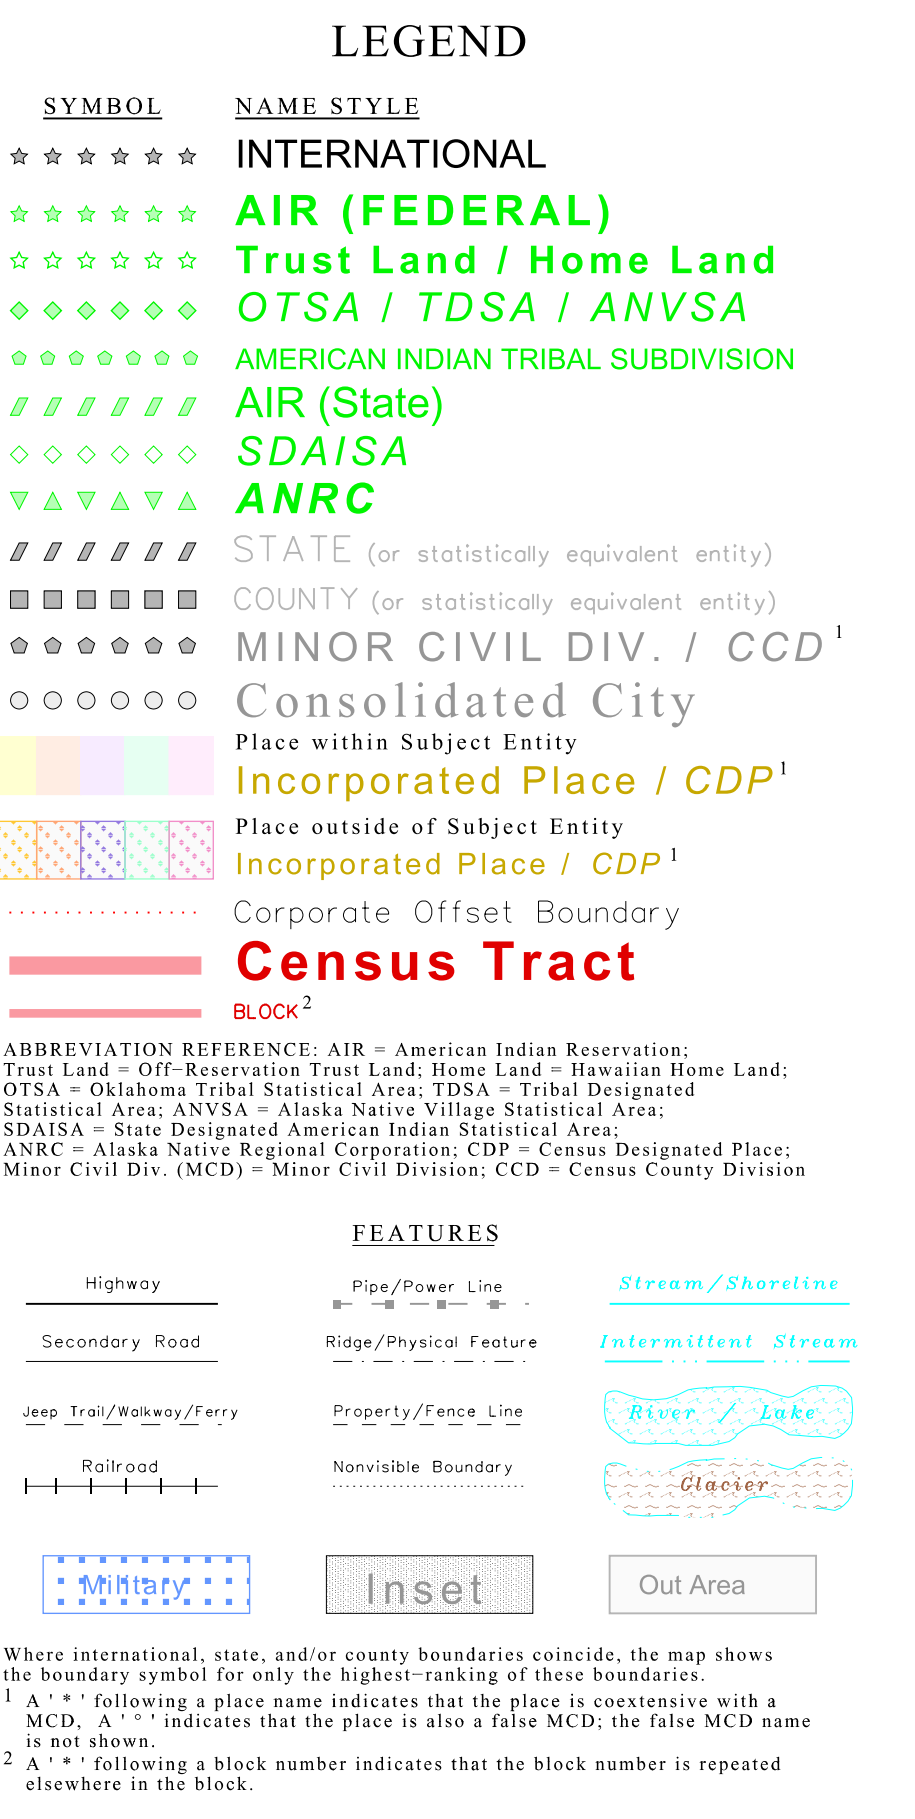 LEGEND
SYMBOL NAME STYLE
INTERNATIONAL
AIR (FEDERAL)
Trust Land / Home Land
OTSA / TDSA / ANVSA
AMERICAN INDIAN TRIBAL SUBDIVISION
AIR (State)
SDAISA
ANRC
STATE (or statistically equivalent entity)
COUNTY (or statistically equivalent entity)
MINOR CIVIL DIV. / CCD 1
Consolidated City
Place within Subject Entity
Incorporated Place / CDP 1
Place outside of Subject Entity
Incorporated Place / CDP 1
Corporate Offset Boundary
Census Tract
BLOCK 2
ABBREVIATION REFERENCE: AIR = American Indian Reservation;
Trust Land = Off−Reservation Trust Land; Home Land = Hawaiian Home Land;
OTSA = Oklahoma Tribal Statistical Area; TDSA = Tribal Designated
Statistical Area; ANVSA = Alaska Native Village Statistical Area;
SDAISA = State Designated American Indian Statistical Area;
ANRC = Alaska Native Regional Corporation; CDP = Census Designated Place;
Minor Civil Div. (MCD) = Minor Civil Division; CCD = Census County Division
FEATURES
Highway Pipe/Power Line Stream/Shoreline
Secondary Road Ridge/Physical Feature Intermittent Stream
Jeep Trail/Walkway/Ferry Property/Fence Line River / Lake
Railroad Nonvisible Boundary Glacier
Military Inset Out Area
Where international, state, and/or county boundaries coincide, the map shows
the boundary symbol for only the highest−ranking of these boundaries.
1 A ' * ' following a place name indicates that the place is coextensive with a
MCD, A ' ° ' indicates that the place is also a false MCD; the false MCD name
is not shown.
2 A ' * ' following a block number indicates that the block number is repeated
elsewhere in the block.